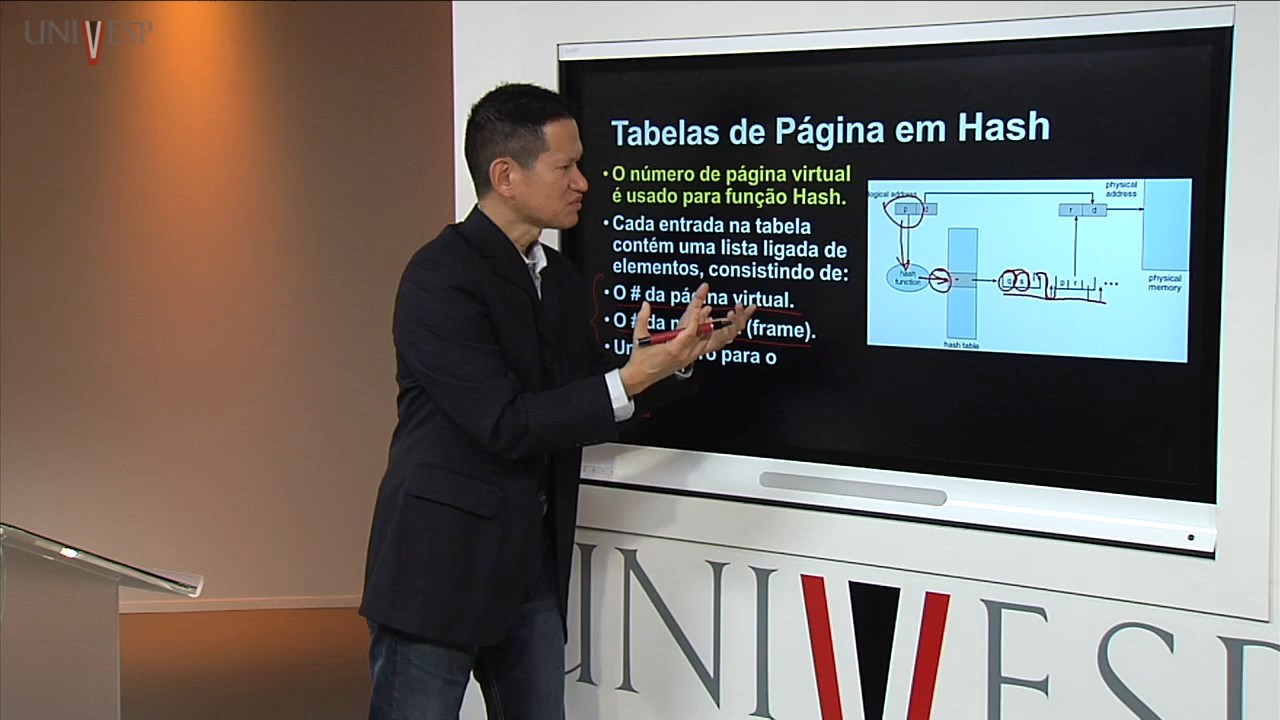 UNIVESP
Tabelas de Página em Hash
• O número de página virtual
é usado para função Hash.
• Cada entrada na tabela
contém uma lista ligada de
elementos, consistindo de:
• O # da página virtual.
• O # da (frame).
• para o
logical address
physical
address
p d
r d
hash
function
q s
p r
•••
physical
memory
hash table
UNIVESP